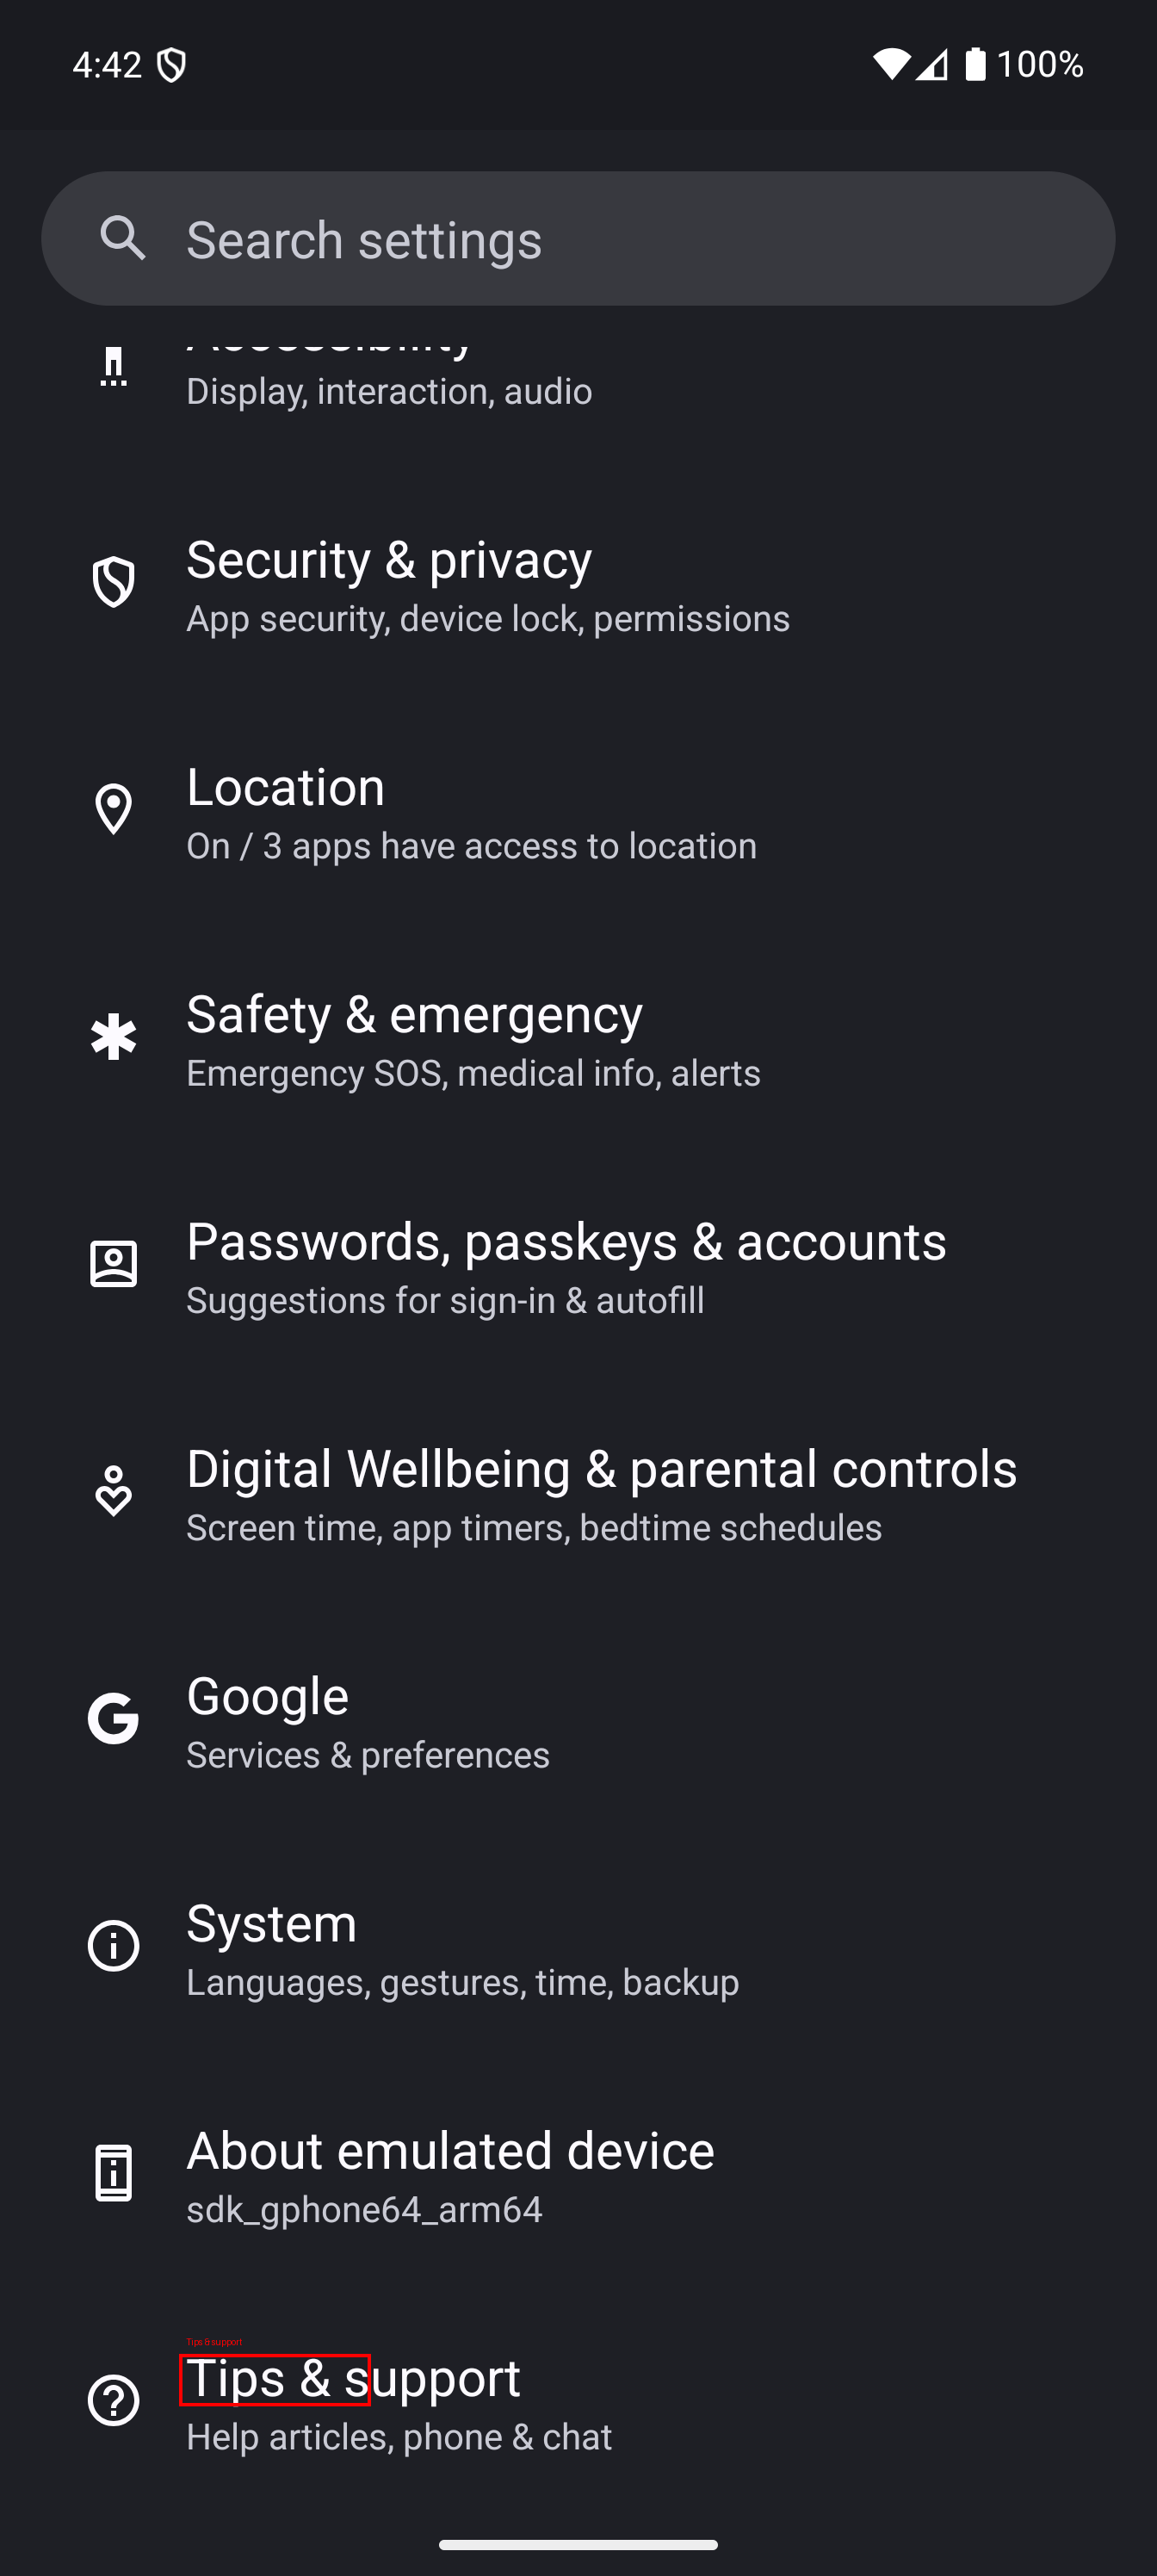 4:42
100%
Search settings
Accessibility
Display, interaction, audio
Security & privacy
App security, device lock, permissions
Location
On / 3 apps have access to location
Safety & emergency
Emergency SOS, medical info, alerts
Passwords, passkeys & accounts
Suggestions for sign-in & autofill
Digital Wellbeing & parental controls
Screen time, app timers, bedtime schedules
Google
Services & preferences
System
Languages, gestures, time, backup
About emulated device
sdk_gphone64_arm64
Tips & support
Tips & support
Help articles, phone & chat